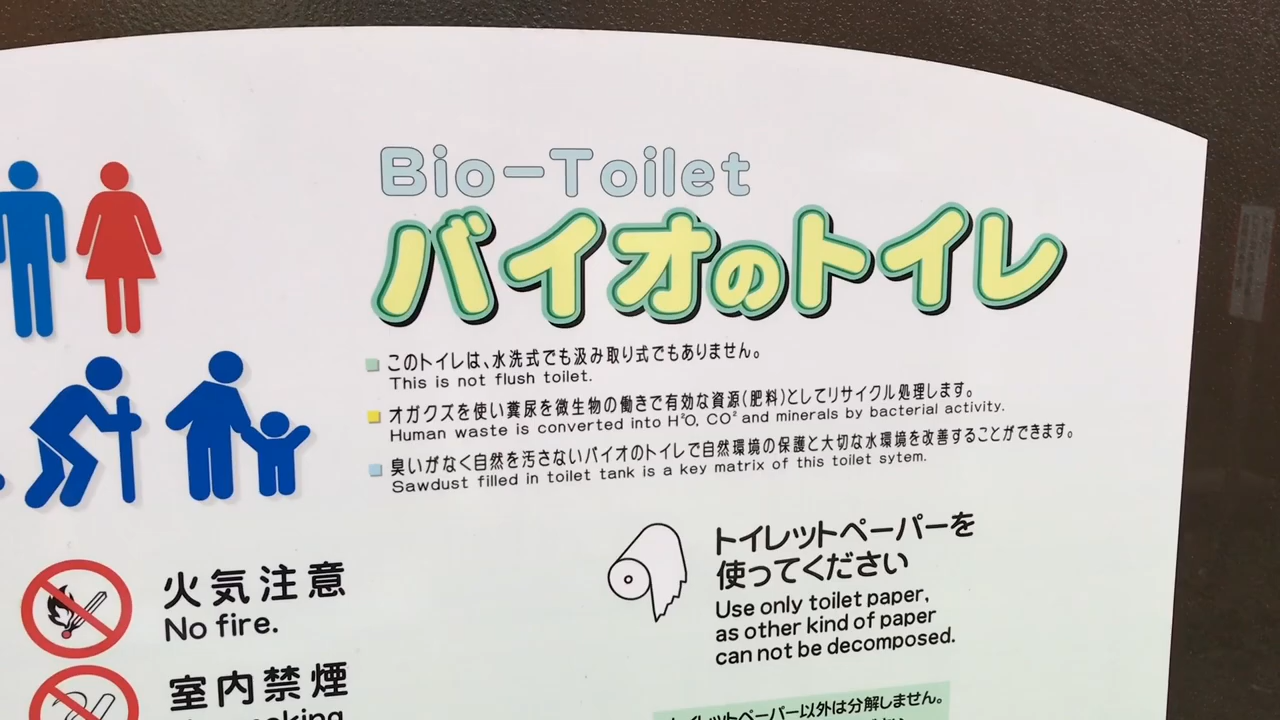 Bio-Toilet
バイオのトイレ
このトイレは、水洗式でも汲み取り式でもありません。
This is not flush toilet.
オガクズを使い糞尿を微生物の働きで有効な資源(肥料)としてリサイクル処理します。
Human waste is converted into H²O, CO² and minerals by bacterial activity.
臭いがなく自然を汚さないバイオのトイレで自然環境の保護と大切な水環境を改善することができます。
Sawdust filled in toilet tank is a key matrix of this toilet sytem.
トイレットペーパーを
使ってください
Use only toilet paper,
as other kind of paper
can not be decomposed.
火気注意
No fire.
室内禁煙
トイレットペーパー以外は分解しません。